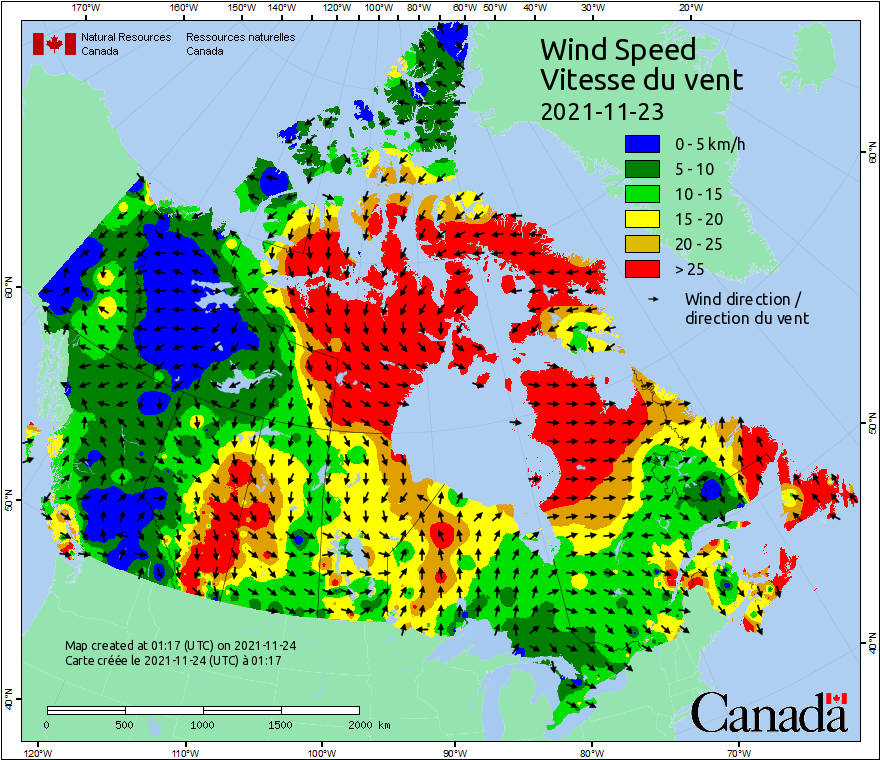 170°W 160°W 150°W 140°W 130°W 120°W 110°W 100°W 80°W 60°W 50°W 40°W 30°W 20°W
Natural Resources Ressources naturelles
Canada Canada
Wind Speed
Vitesse du vent
2021-11-23
0 - 5 km/h
5 - 10
10 - 15
15 - 20
20 - 25
> 25
Wind direction /
direction du vent
60°N
50°N
40°N
60°N
50°N
40°N
Map created at 01:17 (UTC) on 2021-11-24
Carte créée le 2021-11-24 (UTC) à 01:17
0 500 1000 1500 2000 km
Canada
120°W 110°W 100°W 90°W 80°W 70°W